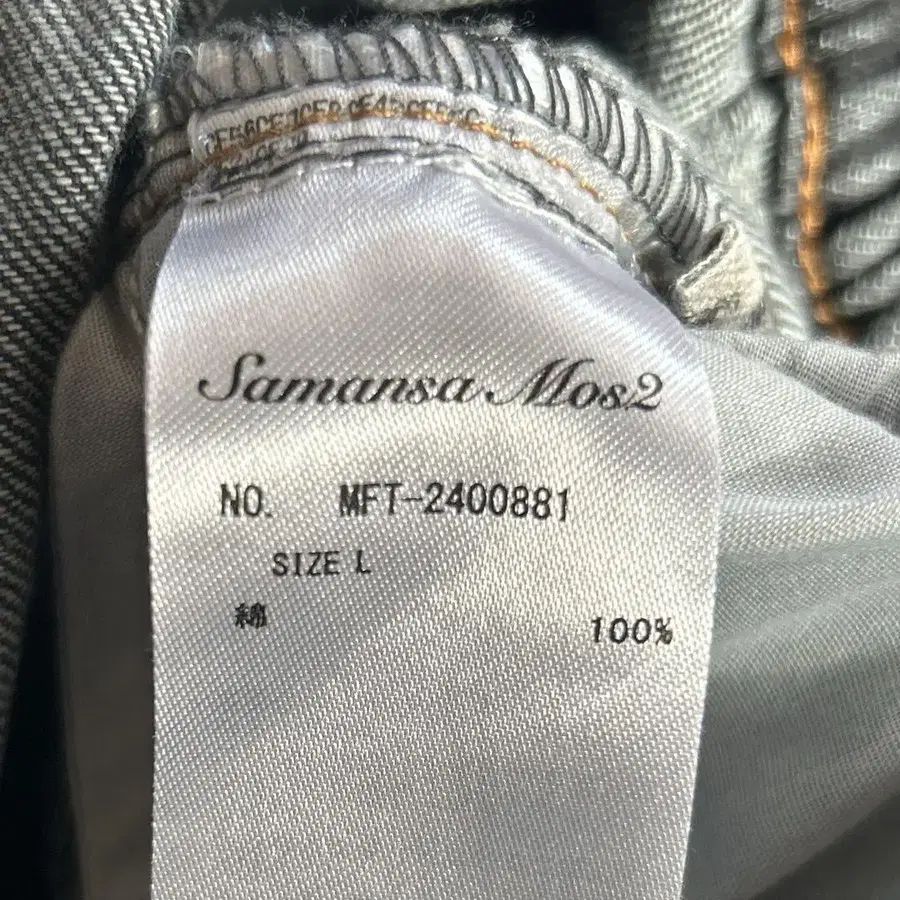 Samansa Mos2
NO. MFT-2400881
SIZE L
綿 100%